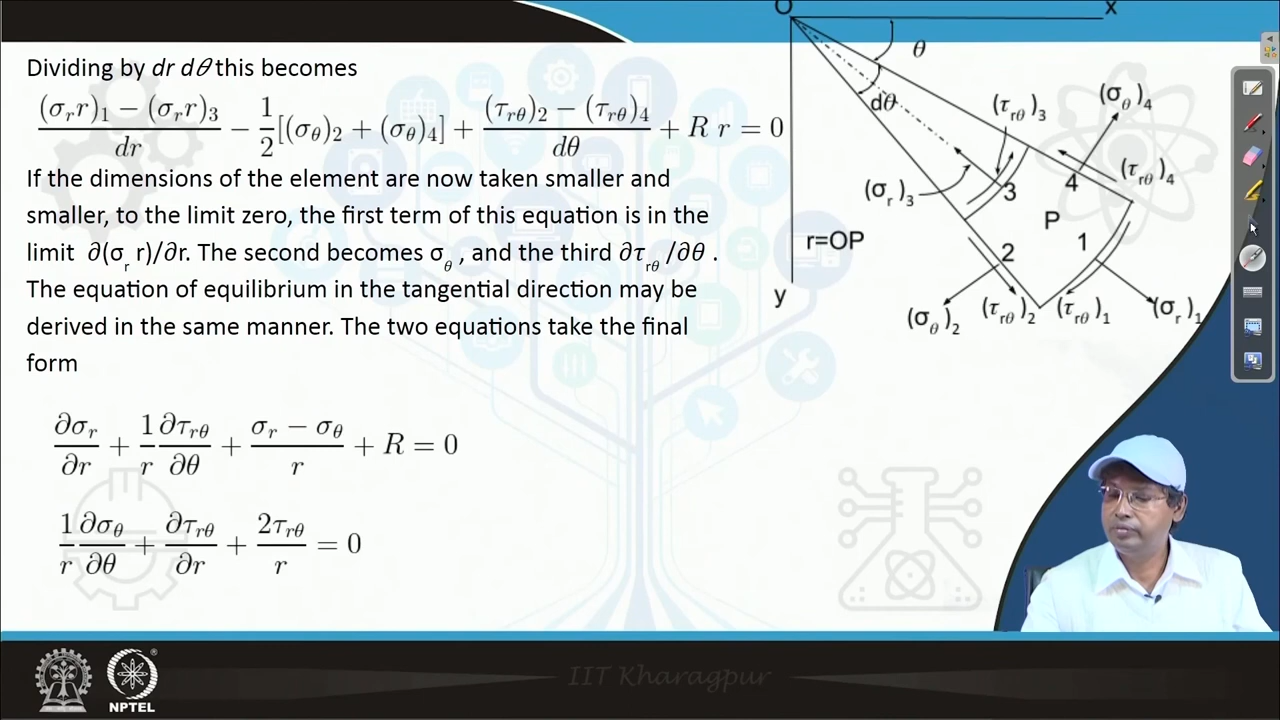 Dividing by dr dθ this becomes
(σ_r r)_1 − (σ_r r)_3 / dr − 1/2 [(σ_θ)_2 + (σ_θ)_4] + (τ_rθ)_2 − (τ_rθ)_4 / dθ + R r = 0
If the dimensions of the element are now taken smaller and
smaller, to the limit zero, the first term of this equation is in the
limit ∂(σ_r r)/∂r. The second becomes σ_θ , and the third ∂τ_rθ /∂θ .
The equation of equilibrium in the tangential direction may be
derived in the same manner. The two equations take the final
form
∂σ_r/∂r + 1/r ∂τ_rθ/∂θ + σ_r − σ_θ / r + R = 0
1/r ∂σ_θ/∂θ + ∂τ_rθ/∂r + 2τ_rθ/r = 0
O
x
θ
dθ
(τ_rθ)_3
(σ_θ)_4
(σ_r)_3
3
4
(τ_rθ)_4
P
r=OP
2
1
y
(σ_θ)_2
(τ_rθ)_2
(τ_rθ)_1
(σ_r)_1
IIT Kharagpur
®
NPTEL